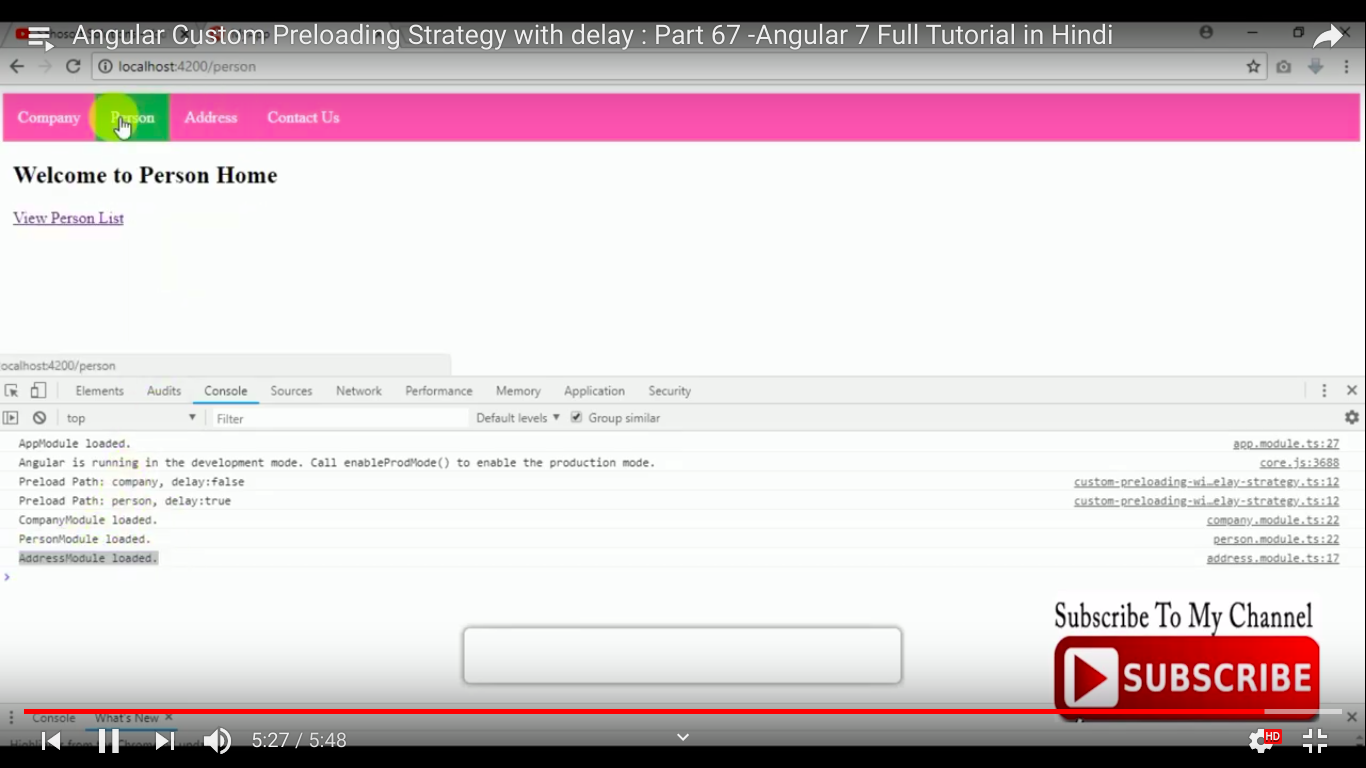 Angular Custom Preloading Strategy with delay : Part 67 -Angular 7 Full Tutorial in Hindi
localhost:4200/person
Company Person Address Contact Us
Welcome to Person Home
View Person List
ocalhost:4200/person
Elements Audits Console Sources Network Performance Memory Application Security
top Filter Default levels Group similar
AppModule loaded. app.module.ts:27
Angular is running in the development mode. Call enableProdMode() to enable the production mode. core.js:3688
Preload Path: company, delay:false custom-preloading-wi…elay-strategy.ts:12
Preload Path: person, delay:true custom-preloading-wi…elay-strategy.ts:12
CompanyModule loaded. company.module.ts:22
PersonModule loaded. person.module.ts:22
AddressModule loaded. address.module.ts:17
Subscribe To My Channel
SUBSCRIBE
Console What's New
5:27 / 5:48
HD